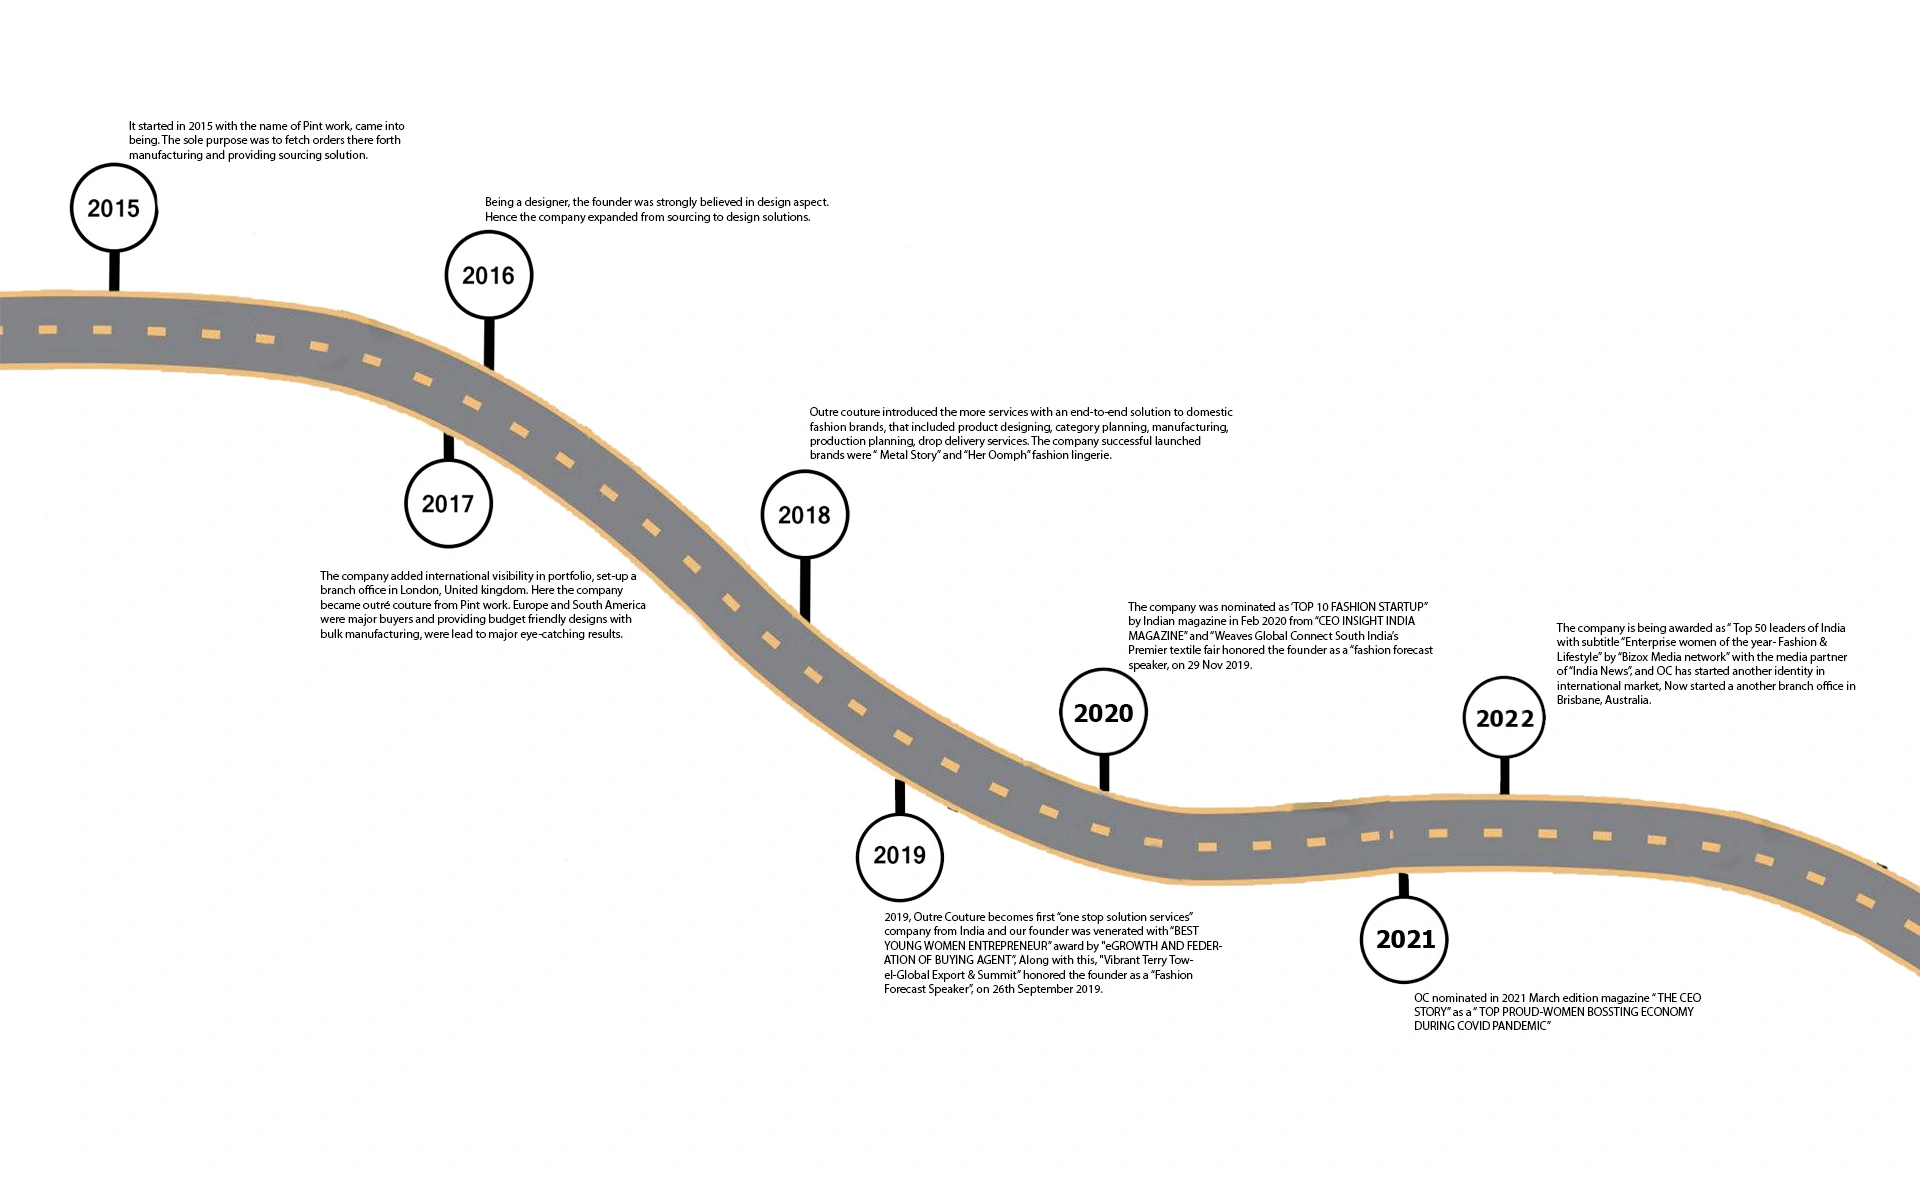 It started in 2015 with the name of Pint work, came into
being. The sole purpose was to fetch orders there forth
manufacturing and providing sourcing solution.
2015
Being a designer, the founder was strongly believed in design aspect.
Hence the company expanded from sourcing to design solutions.
2016
2017
The company added international visibility in portfolio, set-up a
branch office in London, United kingdom. Here the company
became outré couture from Pint work. Europe and South America
were major buyers and providing budget friendly designs with
bulk manufacturing, were lead to major eye-catching results.
Outre couture introduced the more services with an end-to-end solution to domestic
fashion brands, that included product designing, category planning, manufacturing,
production planning, drop delivery services. The company successful launched
brands were “ Metal Story” and “Her Oomph” fashion lingerie.
2018
2019
2019, Outre Couture becomes first “one stop solution services”
company from India and our founder was venerated with “BEST
YOUNG WOMEN ENTREPRENEUR” award by "eGROWTH AND FEDER-
ATION OF BUYING AGENT”, Along with this, "Vibrant Terry Tow-
el-Global Export & Summit” honored the founder as a “Fashion
Forecast Speaker”, on 26th September 2019.
The company was nominated as ‘TOP 10 FASHION STARTUP”
by Indian magazine in Feb 2020 from “CEO INSIGHT INDIA
MAGAZINE” and “Weaves Global Connect South India’s
Premier textile fair honored the founder as a “fashion forecast
speaker, on 29 Nov 2019.
2020
2021
OC nominated in 2021 March edition magazine “ THE CEO
STORY” as a “ TOP PROUD-WOMEN BOSSTING ECONOMY
DURING COVID PANDEMIC“
The company is being awarded as “ Top 50 leaders of India
with subtitle “Enterprise women of the year- Fashion &
Lifestyle” by “Bizox Media network” with the media partner
of “India News”, and OC has started another identity in
international market, Now started a another branch office in
Brisbane, Australia.
2022